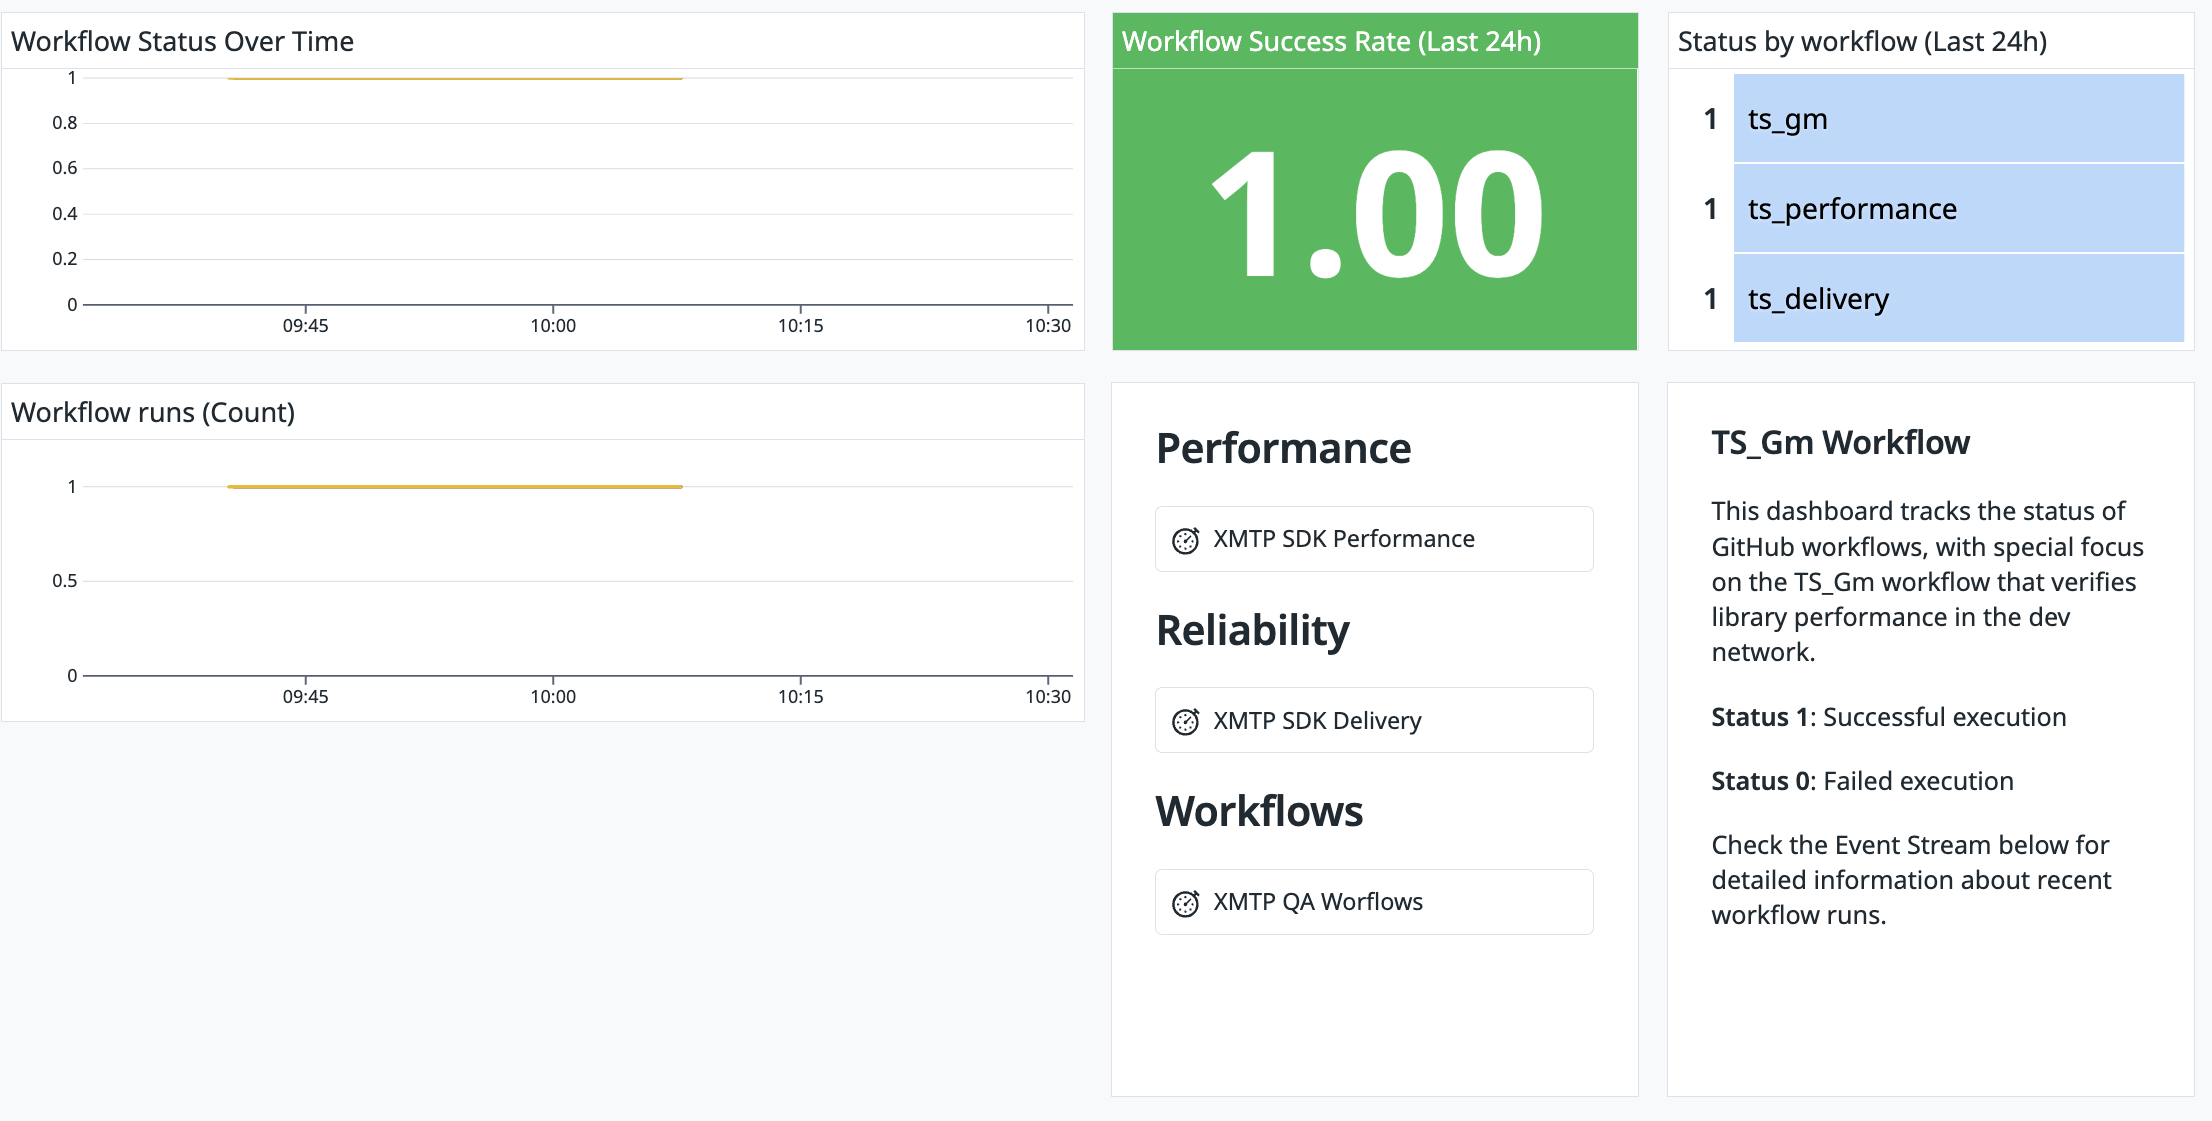 Workflow Status Over Time
1
0.8
0.6
0.4
0.2
0
09:45 10:00 10:15 10:30
Workflow Success Rate (Last 24h)
1.00
Status by workflow (Last 24h)
1 ts_gm
1 ts_performance
1 ts_delivery
Workflow runs (Count)
1
0.5
0
09:45 10:00 10:15 10:30
Performance
XMTP SDK Performance
Reliability
XMTP SDK Delivery
Workflows
XMTP QA Worflows
TS_Gm Workflow
This dashboard tracks the status of
GitHub workflows, with special focus
on the TS_Gm workflow that verifies
library performance in the dev
network.
Status 1: Successful execution
Status 0: Failed execution
Check the Event Stream below for
detailed information about recent
workflow runs.